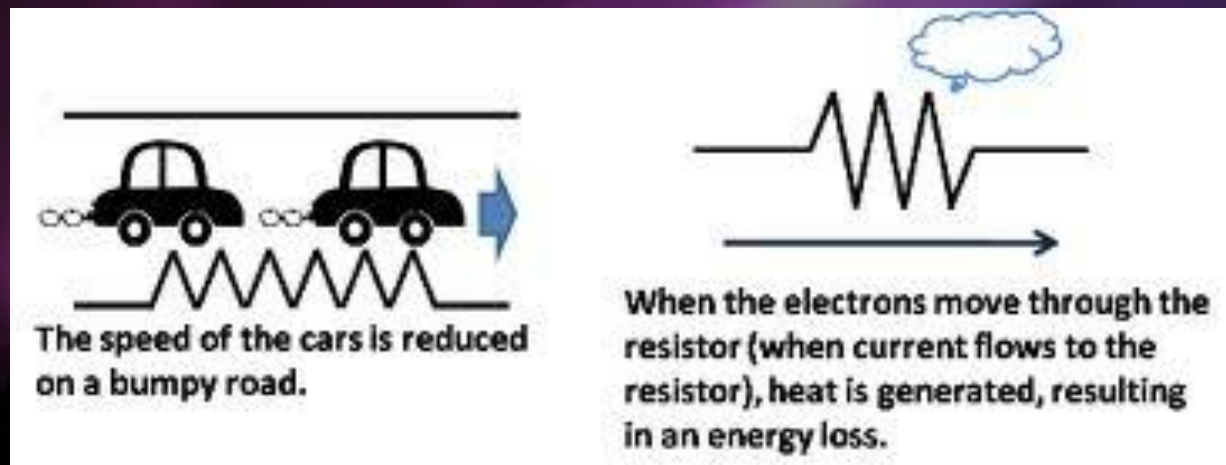 The speed of the cars is reduced
on a bumpy road.
When the electrons move through the
resistor (when current flows to the
resistor), heat is generated, resulting
in an energy loss.